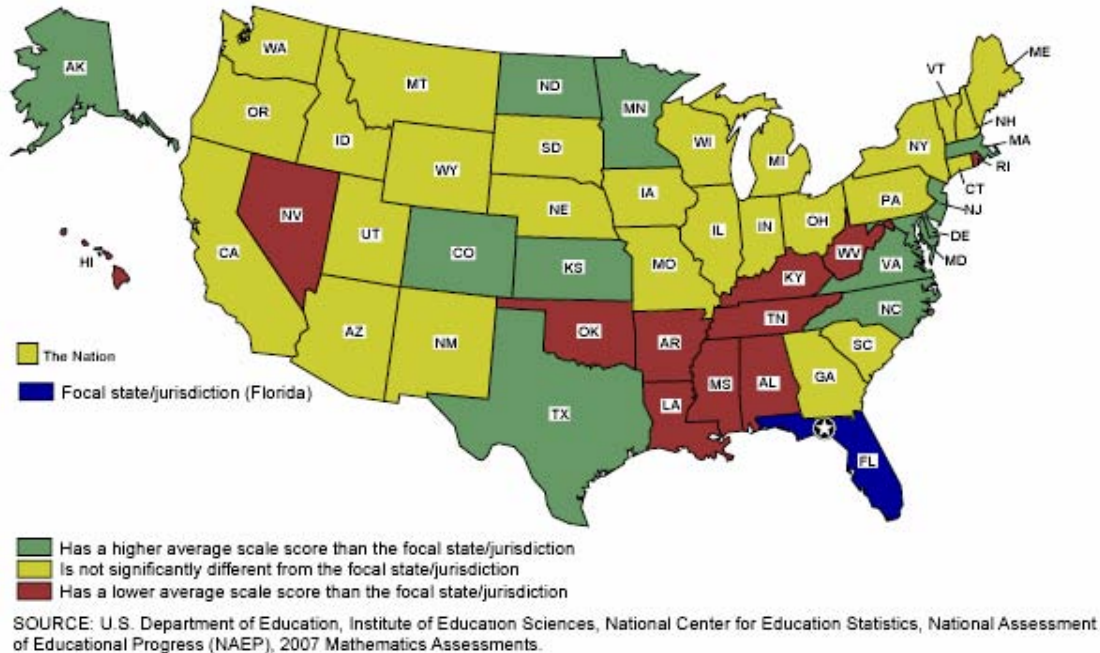 AK
WA
MT
ND
MN
VT
ME
OR
ID
SD
WI
MI
NY
NH
MA
RI
CT
WY
IA
PA
NJ
NV
NE
IL
IN
OH
DE
MD
HI
CA
UT
CO
KS
MO
WV
VA
KY
NC
TN
The Nation
AZ
NM
OK
AR
SC
GA
MS
AL
LA
Focal state/jurisdiction (Florida)
TX
FL
Has a higher average scale score than the focal state/jurisdiction
Is not significantly different from the focal state/jurisdiction
Has a lower average scale score than the focal state/jurisdiction
SOURCE: U.S. Department of Education, Institute of Education Sciences, National Center for Education Statistics, National Assessment
of Educational Progress (NAEP), 2007 Mathematics Assessments.